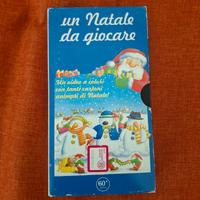 un Natale
da giocare
Un video a colori
con tanti cartoni
animati di Natale!
60'